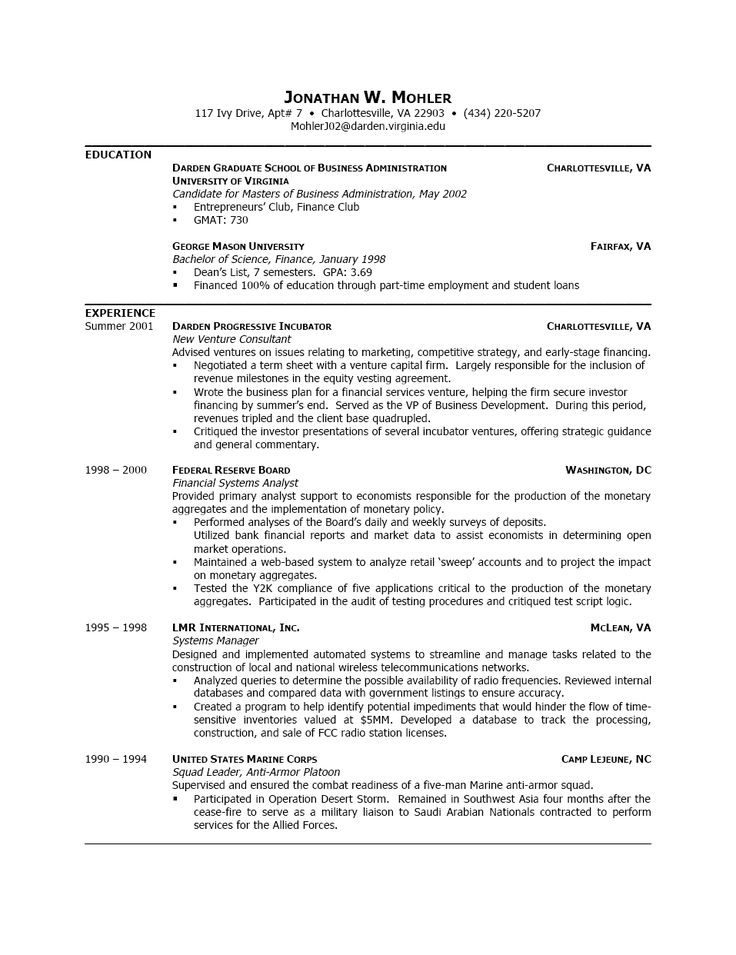 JONATHAN W. MOHLER
117 Ivy Drive, Apt# 7 • Charlottesville, VA 22903 • (434) 220-5207
MohlerJ02@darden.virginia.edu
EDUCATION
DARDEN GRADUATE SCHOOL OF BUSINESS ADMINISTRATION CHARLOTTESVILLE, VA
UNIVERSITY OF VIRGINIA
Candidate for Masters of Business Administration, May 2002
▪ Entrepreneurs' Club, Finance Club
▪ GMAT: 730
GEORGE MASON UNIVERSITY FAIRFAX, VA
Bachelor of Science, Finance, January 1998
▪ Dean's List, 7 semesters. GPA: 3.69
▪ Financed 100% of education through part-time employment and student loans
EXPERIENCE
Summer 2001 DARDEN PROGRESSIVE INCUBATOR CHARLOTTESVILLE, VA
New Venture Consultant
Advised ventures on issues relating to marketing, competitive strategy, and early-stage financing.
▪ Negotiated a term sheet with a venture capital firm. Largely responsible for the inclusion of
revenue milestones in the equity vesting agreement.
▪ Wrote the business plan for a financial services venture, helping the firm secure investor
financing by summer's end. Served as the VP of Business Development. During this period,
revenues tripled and the client base quadrupled.
▪ Critiqued the investor presentations of several incubator ventures, offering strategic guidance
and general commentary.
1998 – 2000 FEDERAL RESERVE BOARD WASHINGTON, DC
Financial Systems Analyst
Provided primary analyst support to economists responsible for the production of the monetary
aggregates and the implementation of monetary policy.
▪ Performed analyses of the Board's daily and weekly surveys of deposits.
Utilized bank financial reports and market data to assist economists in determining open
market operations.
▪ Maintained a web-based system to analyze retail 'sweep' accounts and to project the impact
on monetary aggregates.
▪ Tested the Y2K compliance of five applications critical to the production of the monetary
aggregates. Participated in the audit of testing procedures and critiqued test script logic.
1995 – 1998 LMR INTERNATIONAL, INC. MCLEAN, VA
Systems Manager
Designed and implemented automated systems to streamline and manage tasks related to the
construction of local and national wireless telecommunications networks.
▪ Analyzed queries to determine the possible availability of radio frequencies. Reviewed internal
databases and compared data with government listings to ensure accuracy.
▪ Created a program to help identify potential impediments that would hinder the flow of time-
sensitive inventories valued at $5MM. Developed a database to track the processing,
construction, and sale of FCC radio station licenses.
1990 – 1994 UNITED STATES MARINE CORPS CAMP LEJEUNE, NC
Squad Leader, Anti-Armor Platoon
Supervised and ensured the combat readiness of a five-man Marine anti-armor squad.
▪ Participated in Operation Desert Storm. Remained in Southwest Asia four months after the
cease-fire to serve as a military liaison to Saudi Arabian Nationals contracted to perform
services for the Allied Forces.